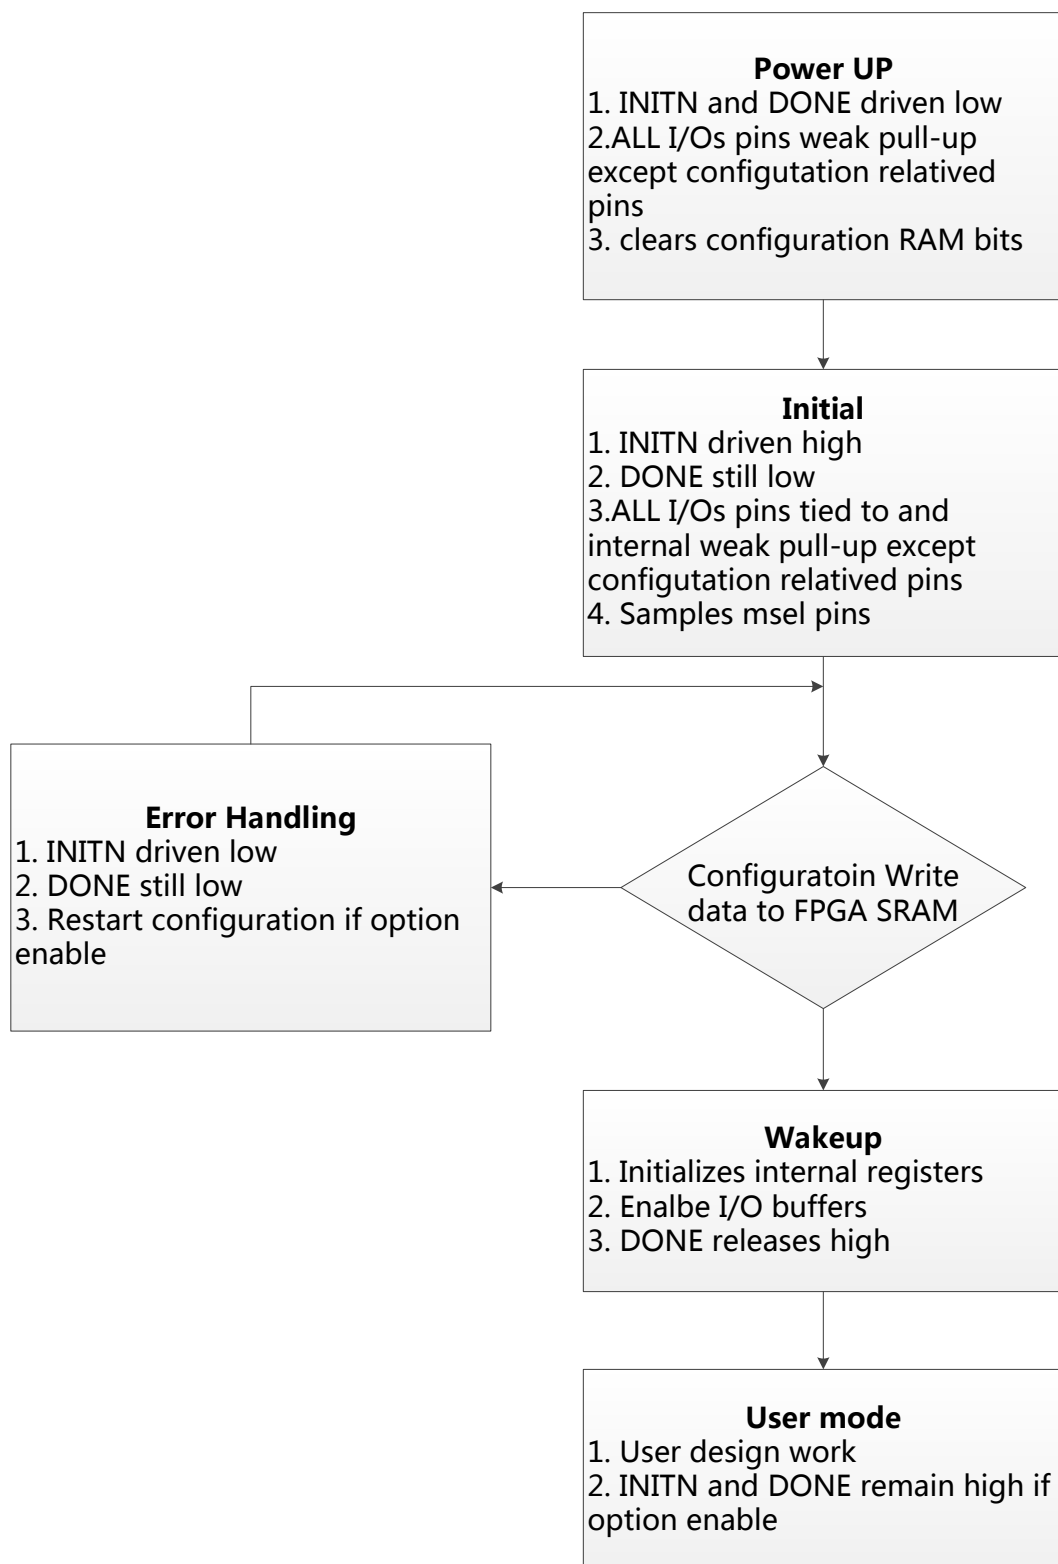 Power UP
1. INITN and DONE driven low
2.ALL I/Os pins weak pull-up
except configutation relatived
pins
3. clears configuration RAM bits
Initial
1. INITN driven high
2. DONE still low
3.ALL I/Os pins tied to and
internal weak pull-up except
configutation relatived pins
4. Samples msel pins
Error Handling
1. INITN driven low
2. DONE still low
3. Restart configuration if option
enable
Configuratoin Write
data to FPGA SRAM
Wakeup
1. Initializes internal registers
2. Enalbe I/O buffers
3. DONE releases high
User mode
1. User design work
2. INITN and DONE remain high if
option enable